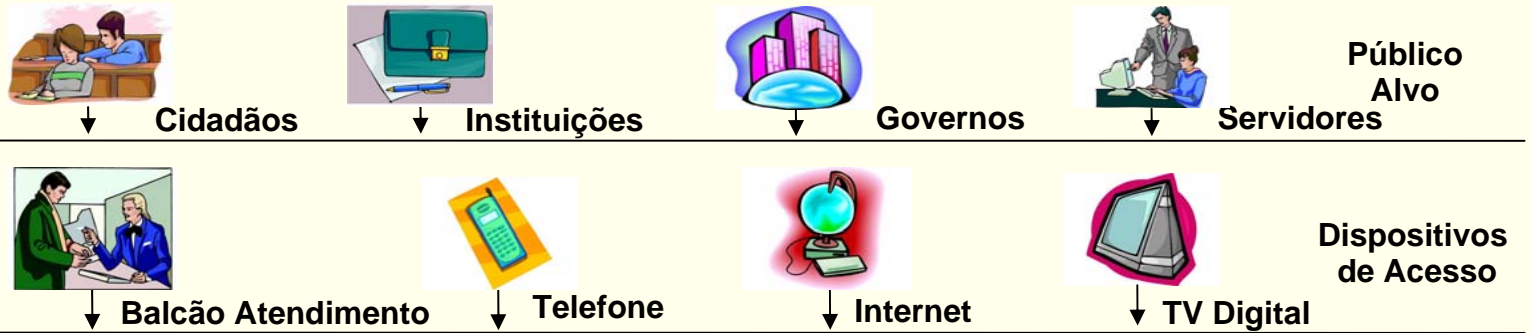 Público
Alvo
Cidadãos Instituições Governos Servidores
Dispositivos
de Acesso
Balcão Atendimento Telefone Internet TV Digital